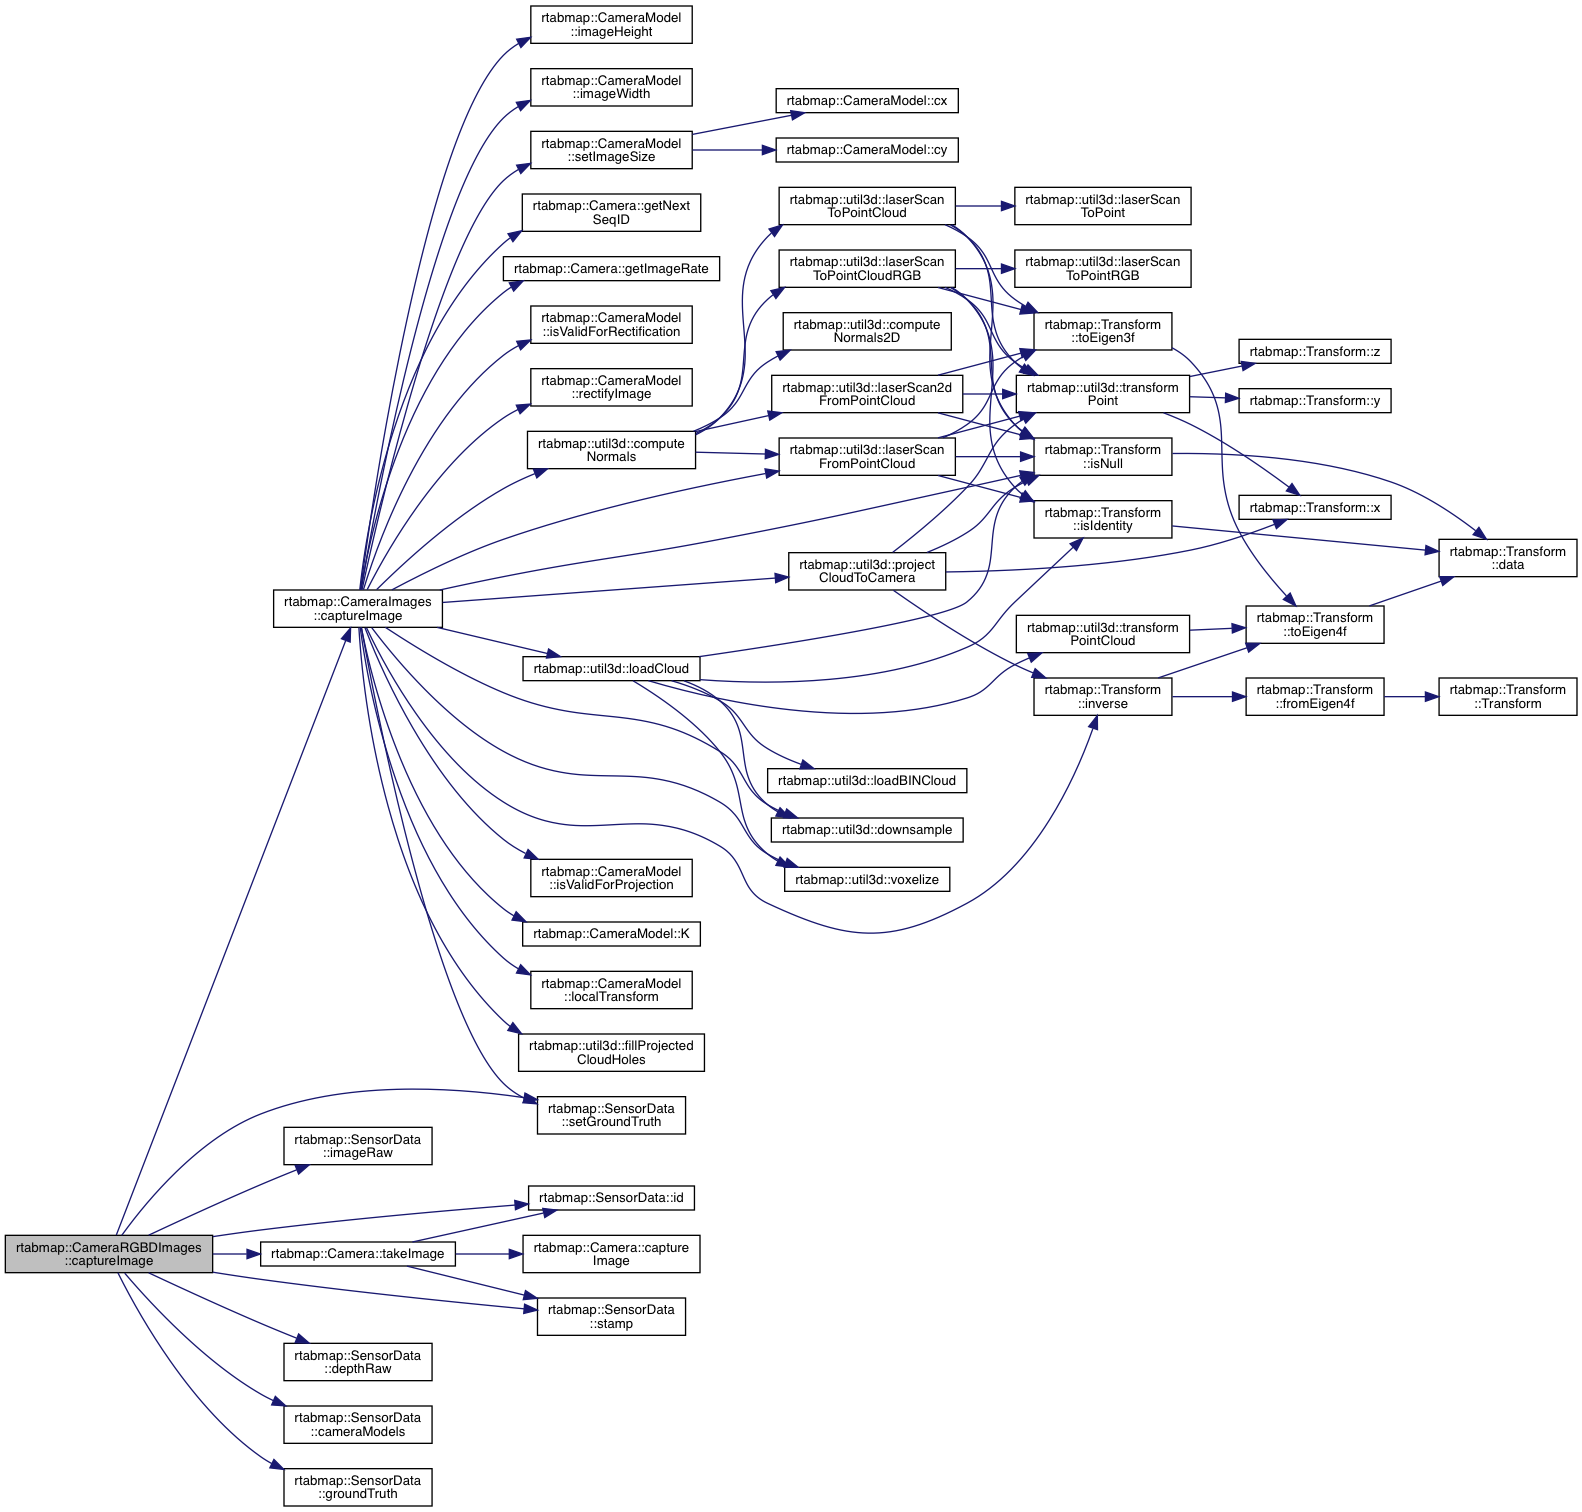 rtabmap::CameraModel
::imageHeight
rtabmap::CameraModel
::imageWidth
rtabmap::CameraModel
::setImageSize
rtabmap::Camera::getNext
SeqID
rtabmap::Camera::getImageRate
rtabmap::CameraModel
::isValidForRectification
rtabmap::CameraModel
::rectifyImage
rtabmap::util3d::compute
Normals
rtabmap::CameraModel::cx
rtabmap::CameraModel::cy
rtabmap::util3d::laserScan
ToPointCloud
rtabmap::util3d::laserScan
ToPointCloudRGB
rtabmap::util3d::compute
Normals2D
rtabmap::util3d::laserScan2d
FromPointCloud
rtabmap::util3d::laserScan
FromPointCloud
rtabmap::util3d::laserScan
ToPoint
rtabmap::util3d::laserScan
ToPointRGB
rtabmap::Transform
::toEigen3f
rtabmap::util3d::transform
Point
rtabmap::Transform
::isNull
rtabmap::Transform
::isIdentity
rtabmap::Transform::z
rtabmap::Transform::y
rtabmap::Transform::x
rtabmap::Transform
::data
rtabmap::CameraImages
::captureImage
rtabmap::util3d::project
CloudToCamera
rtabmap::util3d::loadCloud
rtabmap::util3d::transform
PointCloud
rtabmap::Transform
::inverse
rtabmap::Transform
::toEigen4f
rtabmap::Transform
::fromEigen4f
rtabmap::Transform
::Transform
rtabmap::util3d::loadBINCloud
rtabmap::util3d::downsample
rtabmap::util3d::voxelize
rtabmap::CameraModel
::isValidForProjection
rtabmap::CameraModel::K
rtabmap::CameraModel
::localTransform
rtabmap::util3d::fillProjected
CloudHoles
rtabmap::SensorData
::setGroundTruth
rtabmap::SensorData
::imageRaw
rtabmap::SensorData::id
rtabmap::CameraRGBDImages
::captureImage
rtabmap::Camera::takeImage
rtabmap::Camera::capture
Image
rtabmap::SensorData
::stamp
rtabmap::SensorData
::depthRaw
rtabmap::SensorData
::cameraModels
rtabmap::SensorData
::groundTruth